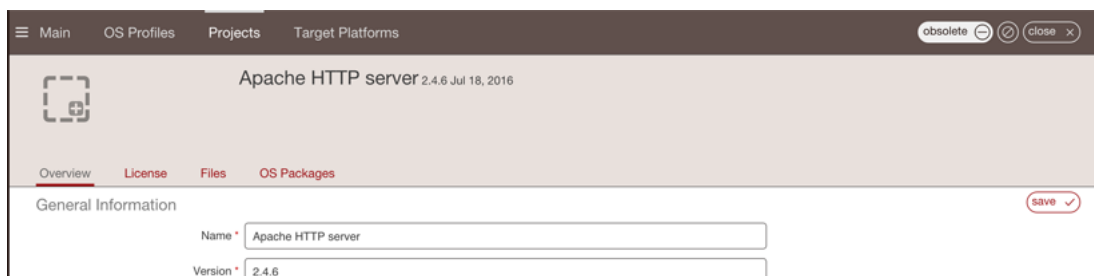 Main OS Profiles Projects Target Platforms obsolete close
Apache HTTP server 2.4.6 Jul 18, 2016
Overview License Files OS Packages
General Information save
Name * Apache HTTP server
Version * 2.4.6